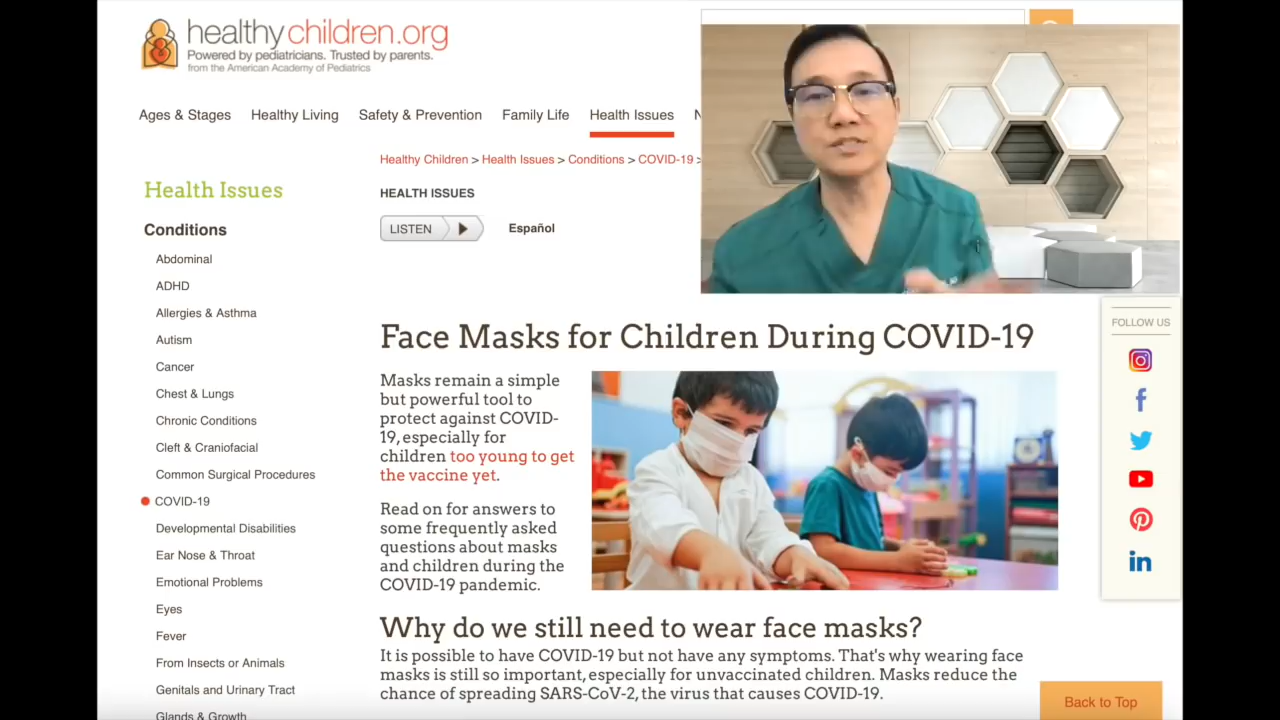 healthychildren.org
Powered by pediatricians. Trusted by parents.
from the American Academy of Pediatrics
Ages & Stages
Healthy Living
Safety & Prevention
Family Life
Health Issues
Healthy Children > Health Issues > Conditions > COVID-19 >
Health Issues
Conditions
Abdominal
ADHD
Allergies & Asthma
Autism
Cancer
Chest & Lungs
Chronic Conditions
Cleft & Craniofacial
Common Surgical Procedures
COVID-19
Developmental Disabilities
Ear Nose & Throat
Emotional Problems
Eyes
Fever
From Insects or Animals
Genitals and Urinary Tract
Glands & Growth
HEALTH ISSUES
LISTEN
Español
Face Masks for Children During COVID-19
Masks remain a simple
but powerful tool to
protect against COVID-
19, especially for
children too young to get
the vaccine yet.
Read on for answers to
some frequently asked
questions about masks
and children during the
COVID-19 pandemic.
Why do we still need to wear face masks?
It is possible to have COVID-19 but not have any symptoms. That's why wearing face
masks is still so important, especially for unvaccinated children. Masks reduce the
chance of spreading SARS-CoV-2, the virus that causes COVID-19.
FOLLOW US
in
Back to Top